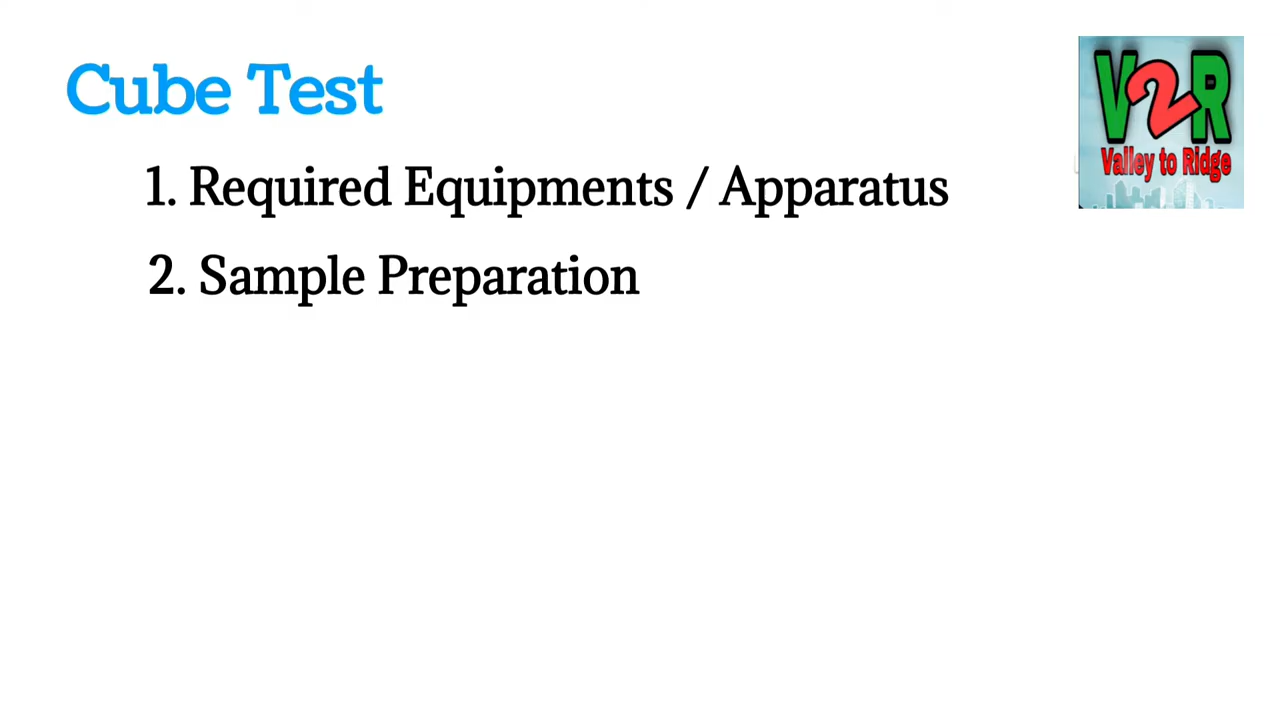 Cube Test
V2R
Valley to Ridge
1. Required Equipments / Apparatus
2. Sample Preparation